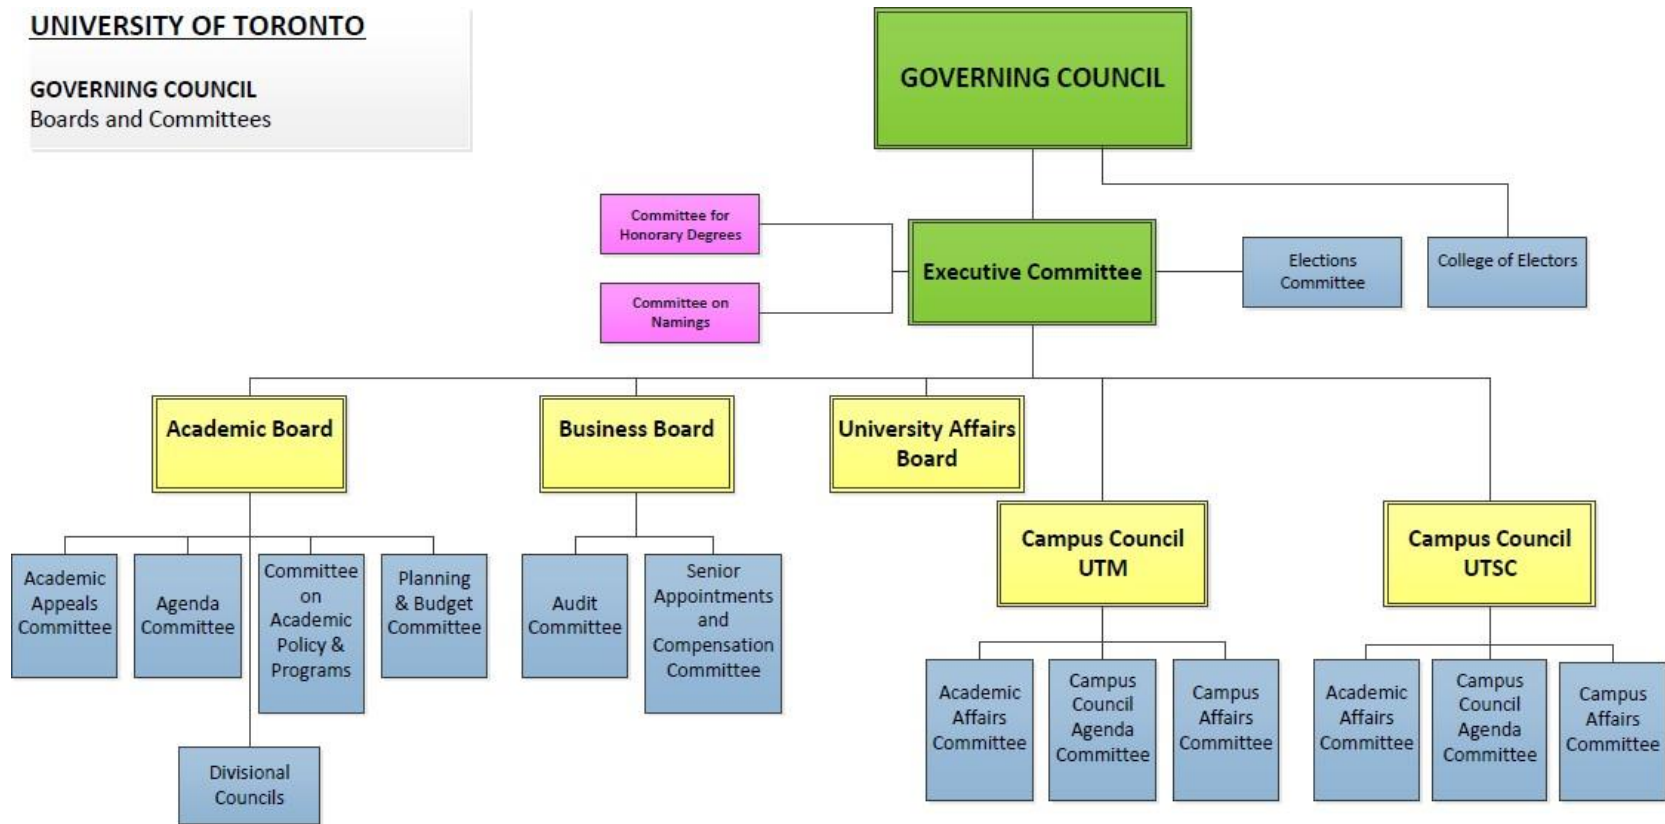 UNIVERSITY OF TORONTO
GOVERNING COUNCIL
Boards and Committees
GOVERNING COUNCIL
Committee for
Honorary Degrees
Executive Committee
Elections
Committee
College of Electors
Committee on
Namings
Academic Board
Business Board
University Affairs
Board
Campus Council
UTM
Campus Council
UTSC
Academic
Appeals
Committee
Agenda
Committee
Committee
on
Academic
Policy &
Programs
Planning
& Budget
Committee
Audit
Committee
Senior
Appointments
and
Compensation
Committee
Academic
Affairs
Committee
Campus
Council
Agenda
Committee
Campus
Affairs
Committee
Academic
Affairs
Committee
Campus
Council
Agenda
Committee
Campus
Affairs
Committee
Divisional
Councils